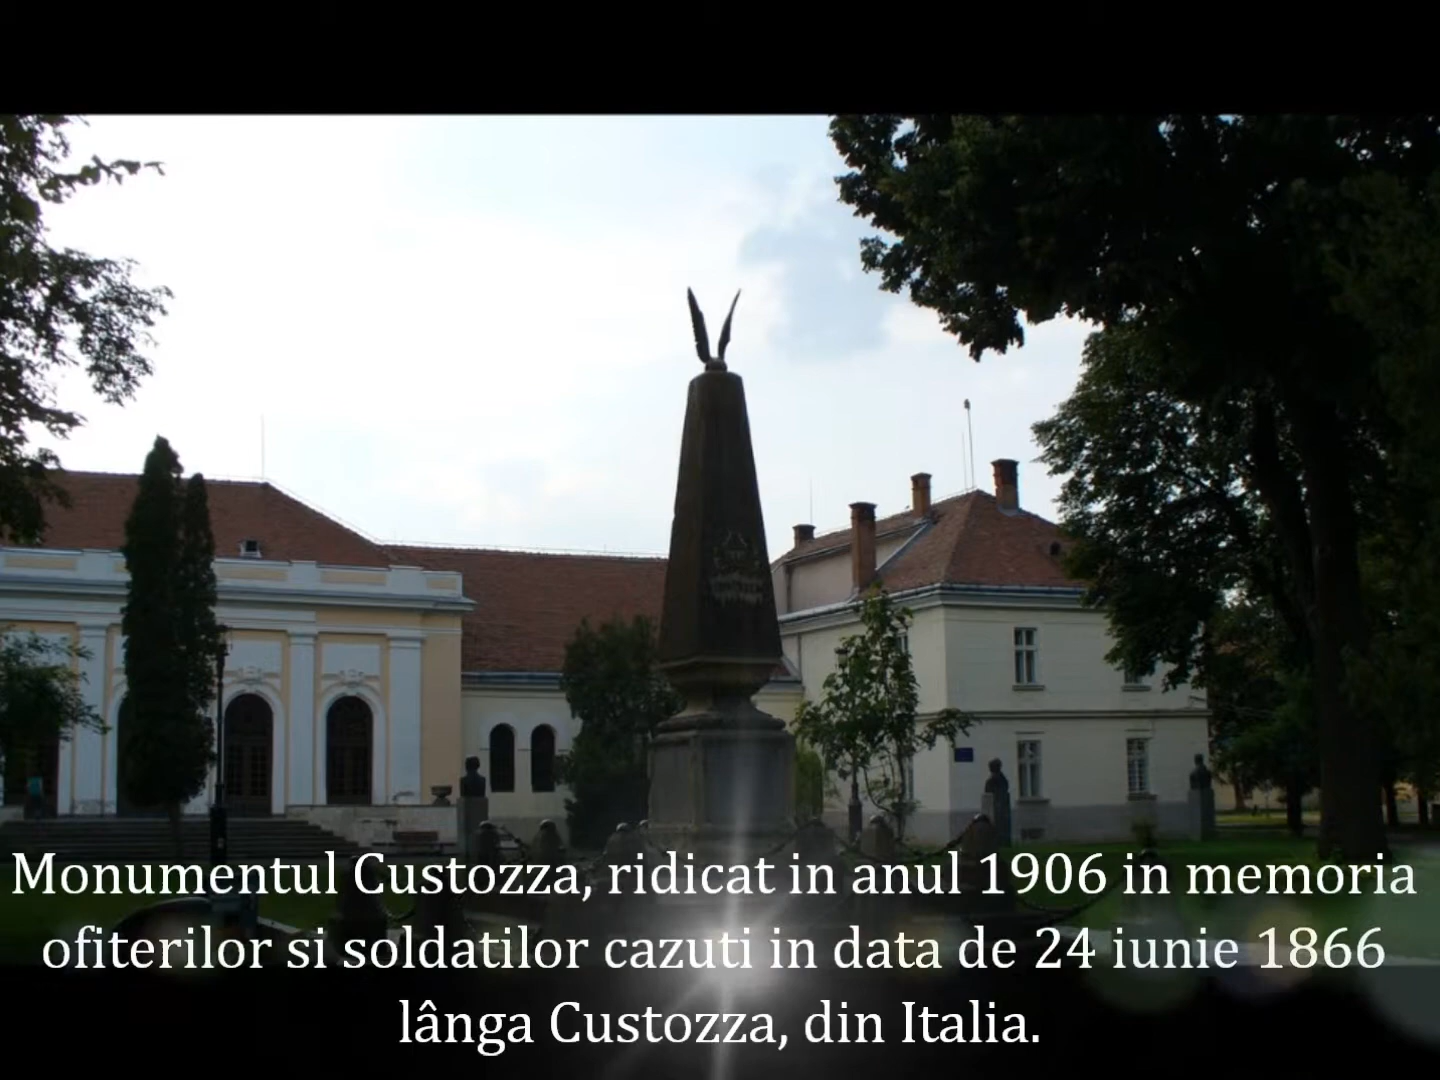 Monumentul Custozza, ridicat in anul 1906 in memoria
ofiterilor si soldatilor cazuti in data de 24 iunie 1866
lânga Custozza, din Italia.